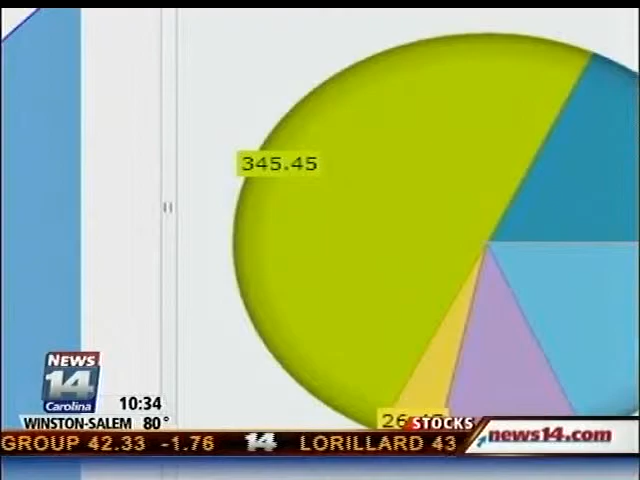 345.45
NEWS
14
Carolina
10:34
WINSTON-SALEM 80°
STOCKS
GROUP 42.33 -1.76 14 LORILLARD 43
news14.com